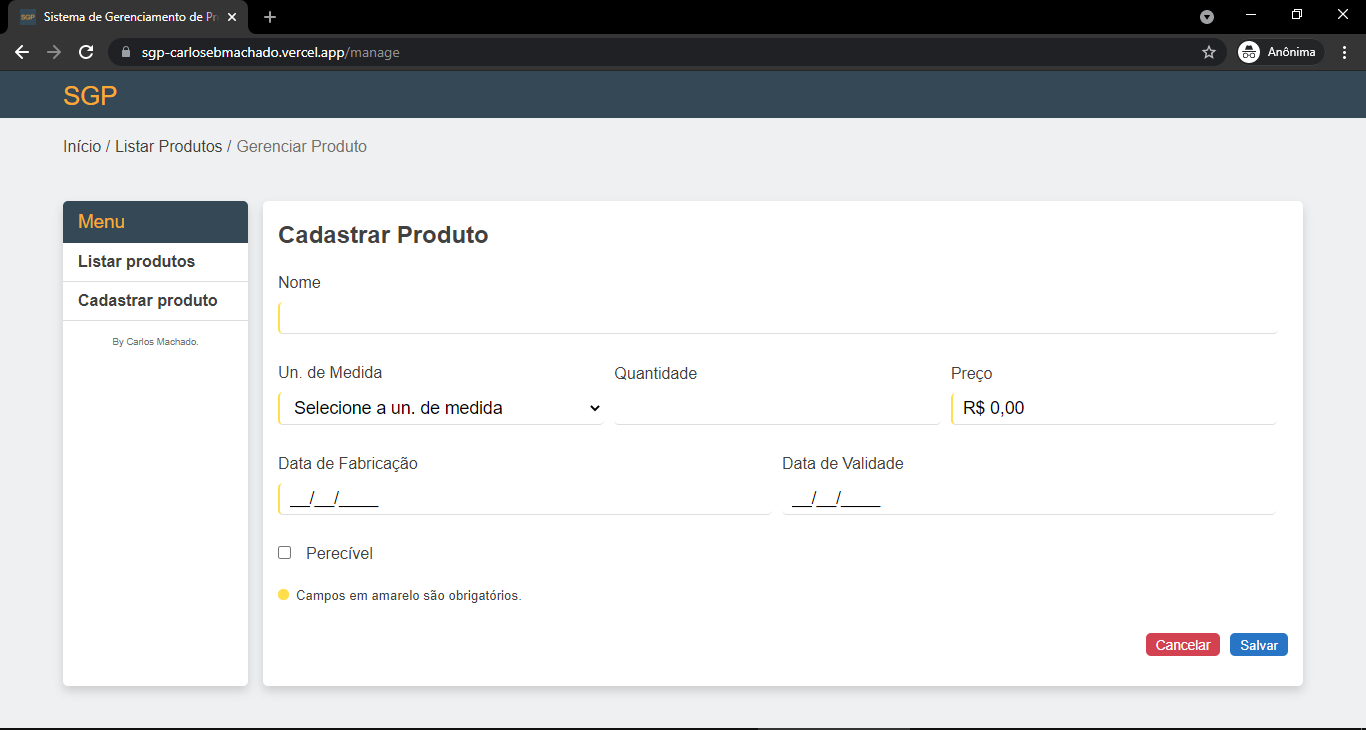 SGP Sistema de Gerenciamento de Pr
sgp-carlosebmachado.vercel.app/manage Anônima
SGP
Início / Listar Produtos / Gerenciar Produto
Menu
Listar produtos
Cadastrar produto
By Carlos Machado.
Cadastrar Produto
Nome
Un. de Medida Quantidade Preço
Selecione a un. de medida R$ 0,00
Data de Fabricação Data de Validade
__/__/____ __/__/____
Perecível
Campos em amarelo são obrigatórios.
Cancelar Salvar